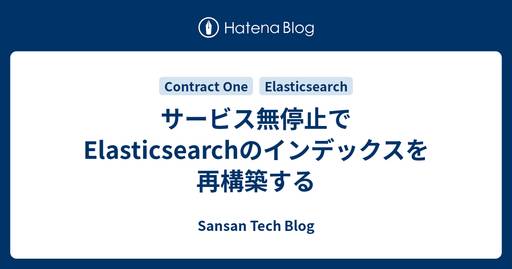 Hatena Blog
Contract One Elasticsearch
サービス無停止で
Elasticsearchのインデックスを
再構築する
Sansan Tech Blog